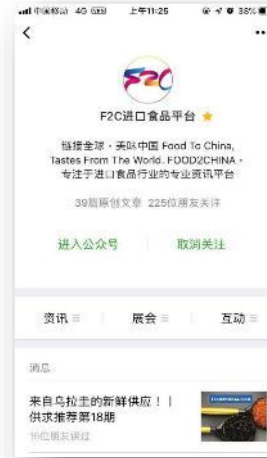 中国移动 4G 上午11:25 38%
F2C
F2C进口食品平台
链接全球·美味中国 Food To China,
Tastes From The World. FOOD2CHINA·
专注于进口食品行业的专业资讯平台
39篇原创文章 225位朋友关注
进入公众号 取消关注
资讯 展会 互动
消息
来自乌拉圭的新鲜供应！|
供求推荐第18期
16位朋友读过